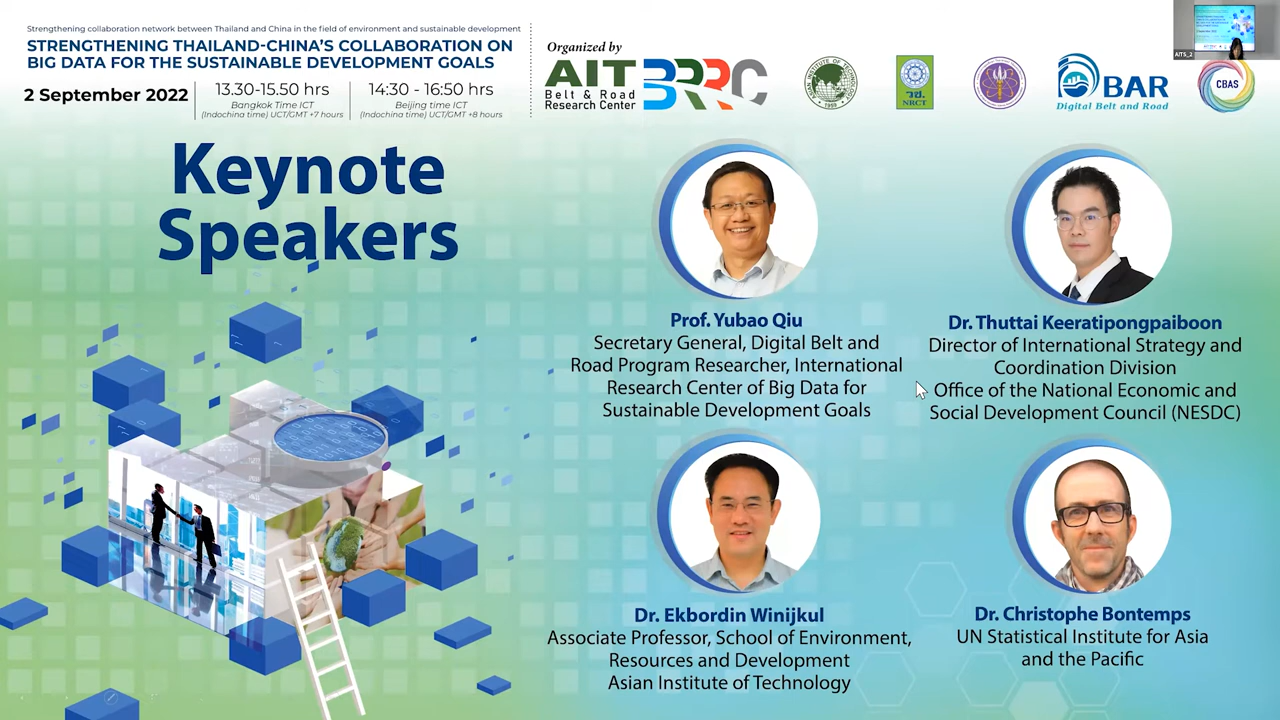 Strengthening collaboration network between Thailand and China in the field of environment and sustainable development
STRENGTHENING THAILAND-CHINA'S COLLABORATION ON
BIG DATA FOR THE SUSTAINABLE DEVELOPMENT GOALS
2 September 2022
13.30-15.50 hrs
Bangkok Time ICT
(Indochina time) UCT/GMT +7 hours
14:30 - 16:50 hrs
Beijing time ICT
(Indochina time) UCT/GMT +8 hours
Organized by
AIT
Belt & Road
Research Center
BRRC
วช.
NRCT
DBAR
Digital Belt and Road
CBAS
AITS_2
Keynote
Speakers
Prof. Yubao Qiu
Secretary General, Digital Belt and
Road Program Researcher, International
Research Center of Big Data for
Sustainable Development Goals
Dr. Thuttai Keeratipongpaiboon
Director of International Strategy and
Coordination Division
Office of the National Economic and
Social Development Council (NESDC)
Dr. Ekbordin Winijkul
Associate Professor, School of Environment,
Resources and Development
Asian Institute of Technology
Dr. Christophe Bontemps
UN Statistical Institute for Asia
and the Pacific